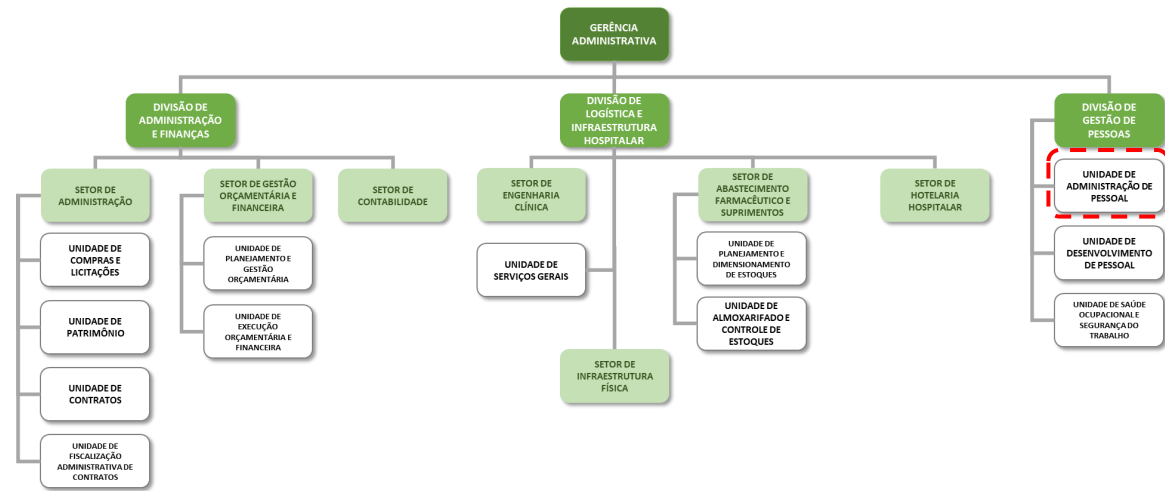 GERÊNCIA
ADMINISTRATIVA
DIVISÃO DE
ADMINISTRAÇÃO
E FINANÇAS
DIVISÃO DE
LOGÍSTICA E
INFRAESTRUTURA
HOSPITALAR
DIVISÃO DE
GESTÃO DE
PESSOAS
SETOR DE
ADMINISTRAÇÃO
SETOR DE GESTÃO
ORÇAMENTÁRIA E
FINANCEIRA
SETOR DE
CONTABILIDADE
SETOR DE
ENGENHARIA
CLÍNICA
SETOR DE
ABASTECIMENTO
FARMACÊUTICO E
SUPRIMENTOS
SETOR DE
HOTELARIA
HOSPITALAR
UNIDADE DE
ADMINISTRAÇÃO DE
PESSOAL
UNIDADE DE
COMPRAS E
LICITAÇÕES
UNIDADE DE
PLANEJAMENTO E
GESTÃO
ORÇAMENTÁRIA
UNIDADE DE
SERVIÇOS GERAIS
UNIDADE DE
PLANEJAMENTO E
DIMENSIONAMENTO
DE ESTOQUES
UNIDADE DE
DESENVOLVIMENTO
DE PESSOAL
UNIDADE DE
PATRIMÔNIO
UNIDADE DE
EXECUÇÃO
ORÇAMENTÁRIA E
FINANCEIRA
UNIDADE DE
ALMOXARIFADO E
CONTROLE DE
ESTOQUES
UNIDADE DE SAÚDE
OCUPACIONAL E
SEGURANÇA DO
TRABALHO
SETOR DE
INFRAESTRUTURA
FÍSICA
UNIDADE DE
CONTRATOS
UNIDADE DE
FISCALIZAÇÃO
ADMINISTRATIVA DE
CONTRATOS